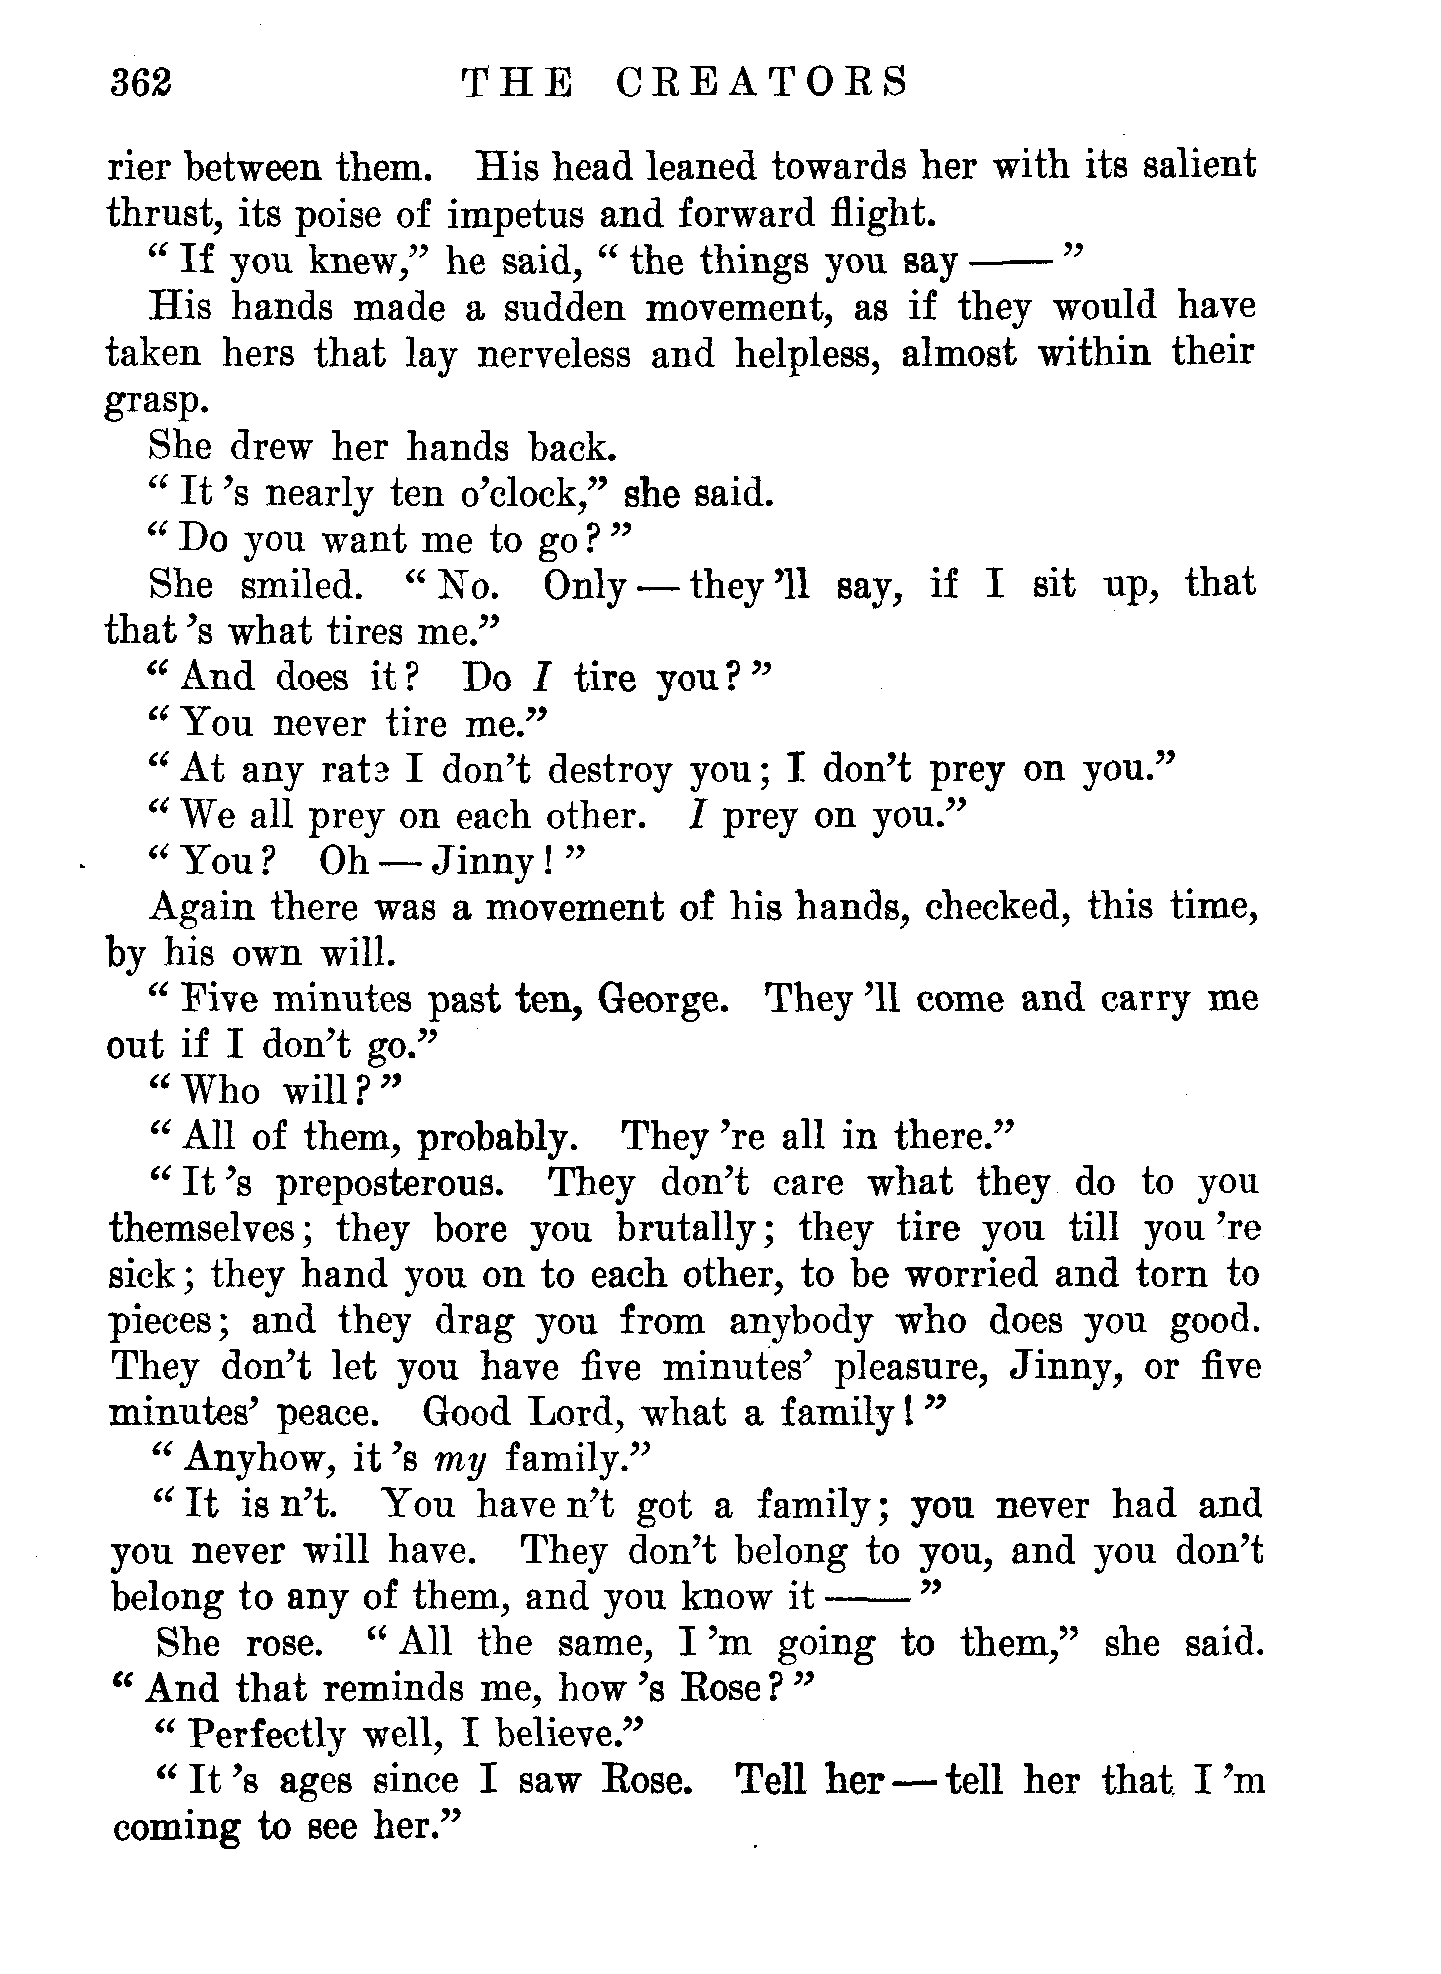 362 THE CREATORS
rier between them. His head leaned towards her with its salient
thrust, its poise of impetus and forward flight.
“ If you knew,” he said, “ the things you say —— ”
His hands made a sudden movement, as if they would have
taken hers that lay nerveless and helpless, almost within their
grasp.
She drew her hands back.
“ It ’s nearly ten o’clock,” she said.
“ Do you want me to go? ”
She smiled. “ No. Only — they ’ll say, if I sit up, that
that ’s what tires me.”
“ And does it? Do I tire you? ”
“ You never tire me.”
“ At any rate I don’t destroy you; I don’t prey on you.”
“ We all prey on each other. I prey on you.”
“ You? Oh — Jinny! ”
Again there was a movement of his hands, checked, this time,
by his own will.
“ Five minutes past ten, George. They ’ll come and carry me
out if I don’t go.”
“ Who will? ”
“ All of them, probably. They ’re all in there.”
“ It ’s preposterous. They don’t care what they do to you
themselves; they bore you brutally; they tire you till you ’re
sick; they hand you on to each other, to be worried and torn to
pieces; and they drag you from anybody who does you good.
They don’t let you have five minutes’ pleasure, Jinny, or five
minutes’ peace. Good Lord, what a family! ”
“ Anyhow, it ’s my family.”
“ It is n’t. You have n’t got a family; you never had and
you never will have. They don’t belong to you, and you don’t
belong to any of them, and you know it —— ”
She rose. “ All the same, I ’m going to them,” she said.
“ And that reminds me, how ’s Rose? ”
“ Perfectly well, I believe.”
“ It ’s ages since I saw Rose. Tell her — tell her that I ’m
coming to see her.”